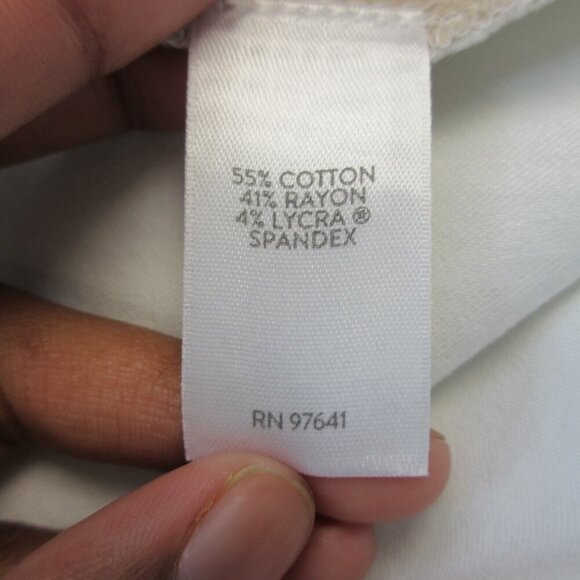 55% COTTON
41% RAYON
4% LYCRA ®
SPANDEX
RN 97641